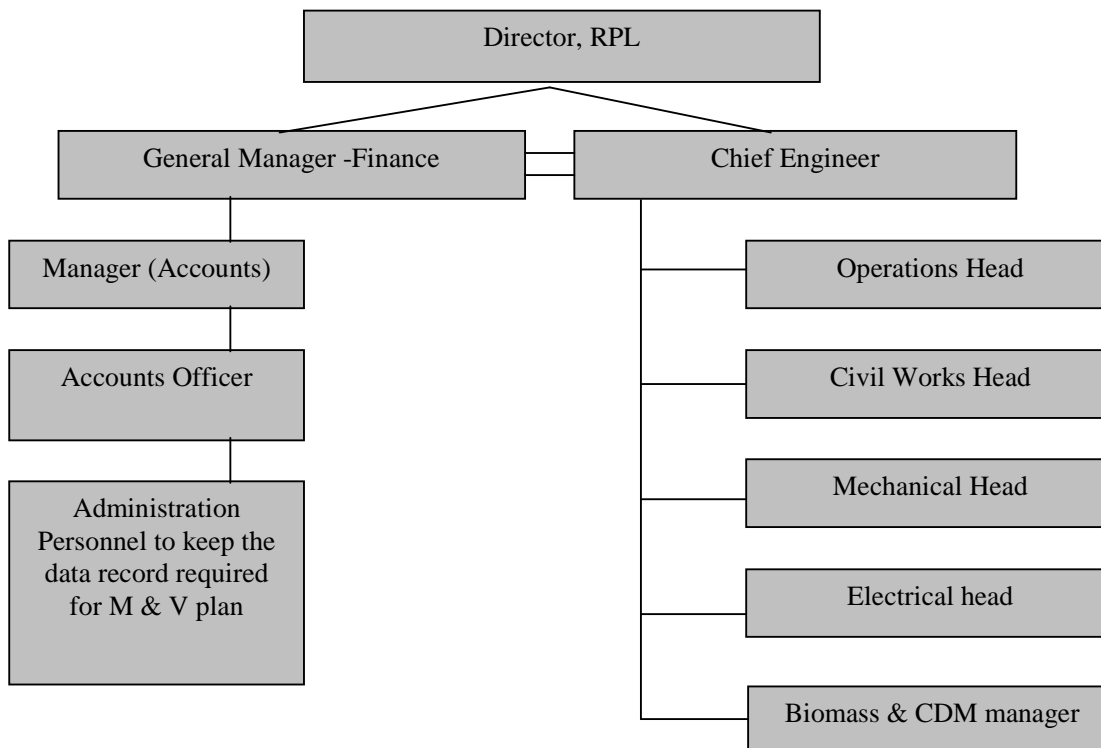 Director, RPL
General Manager -Finance
Chief Engineer
Manager (Accounts)
Operations Head
Accounts Officer
Civil Works Head
Administration
Personnel to keep the
data record required
for M & V plan
Mechanical Head
Electrical head
Biomass & CDM manager